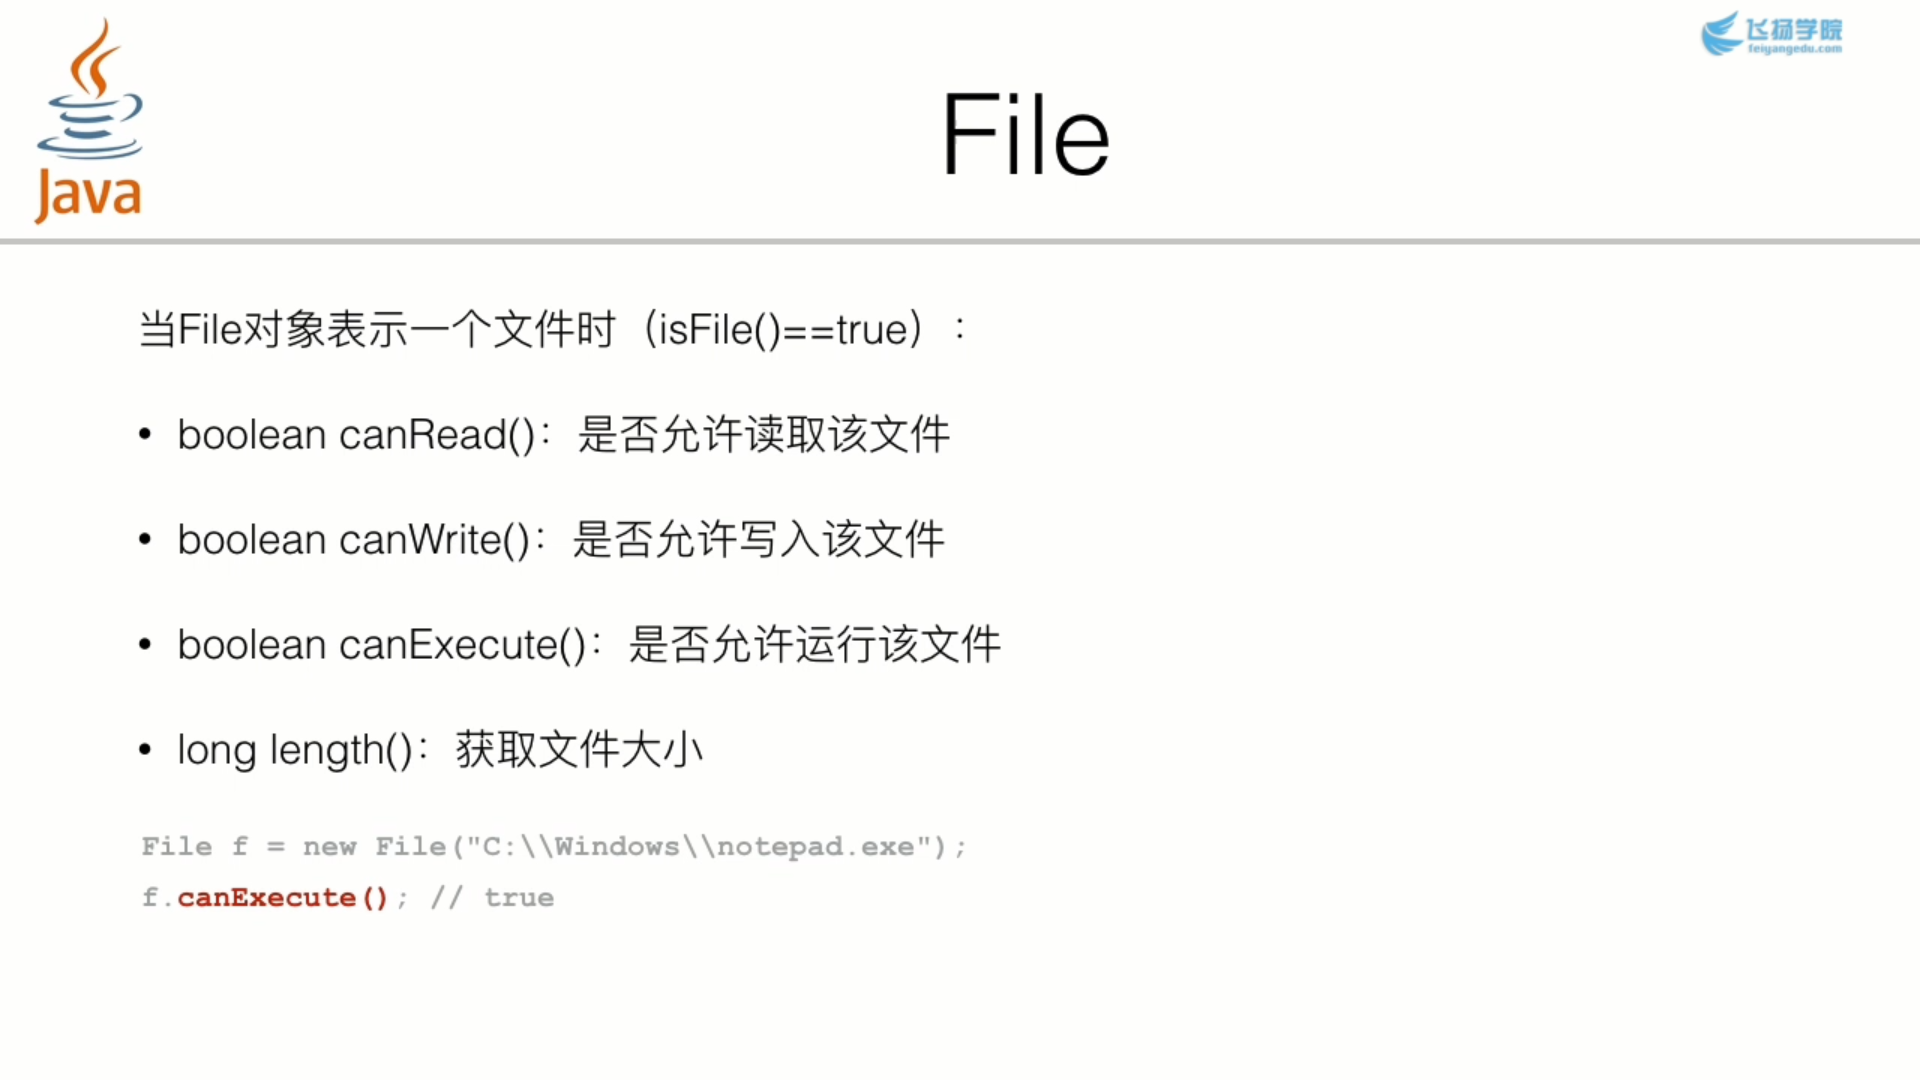 飞扬学院
feiyangedu.com
Java
File
当File对象表示一个文件时（isFile()==true）：
• boolean canRead()：是否允许读取该文件
• boolean canWrite()：是否允许写入该文件
• boolean canExecute()：是否允许运行该文件
• long length()：获取文件大小
File f = new File("C:\\Windows\\notepad.exe");
f.canExecute(); // true